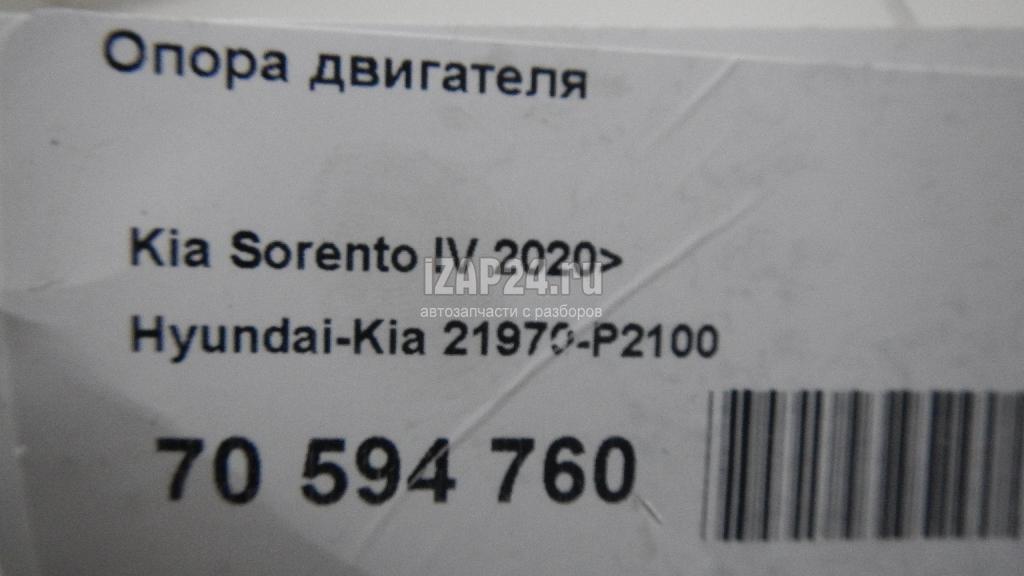 Опора двигателя
Kia Sorento IV 2020>
iZAP24.ru
автозапчасти с разборов
Hyundai-Kia 21970-P2100
70 594 760